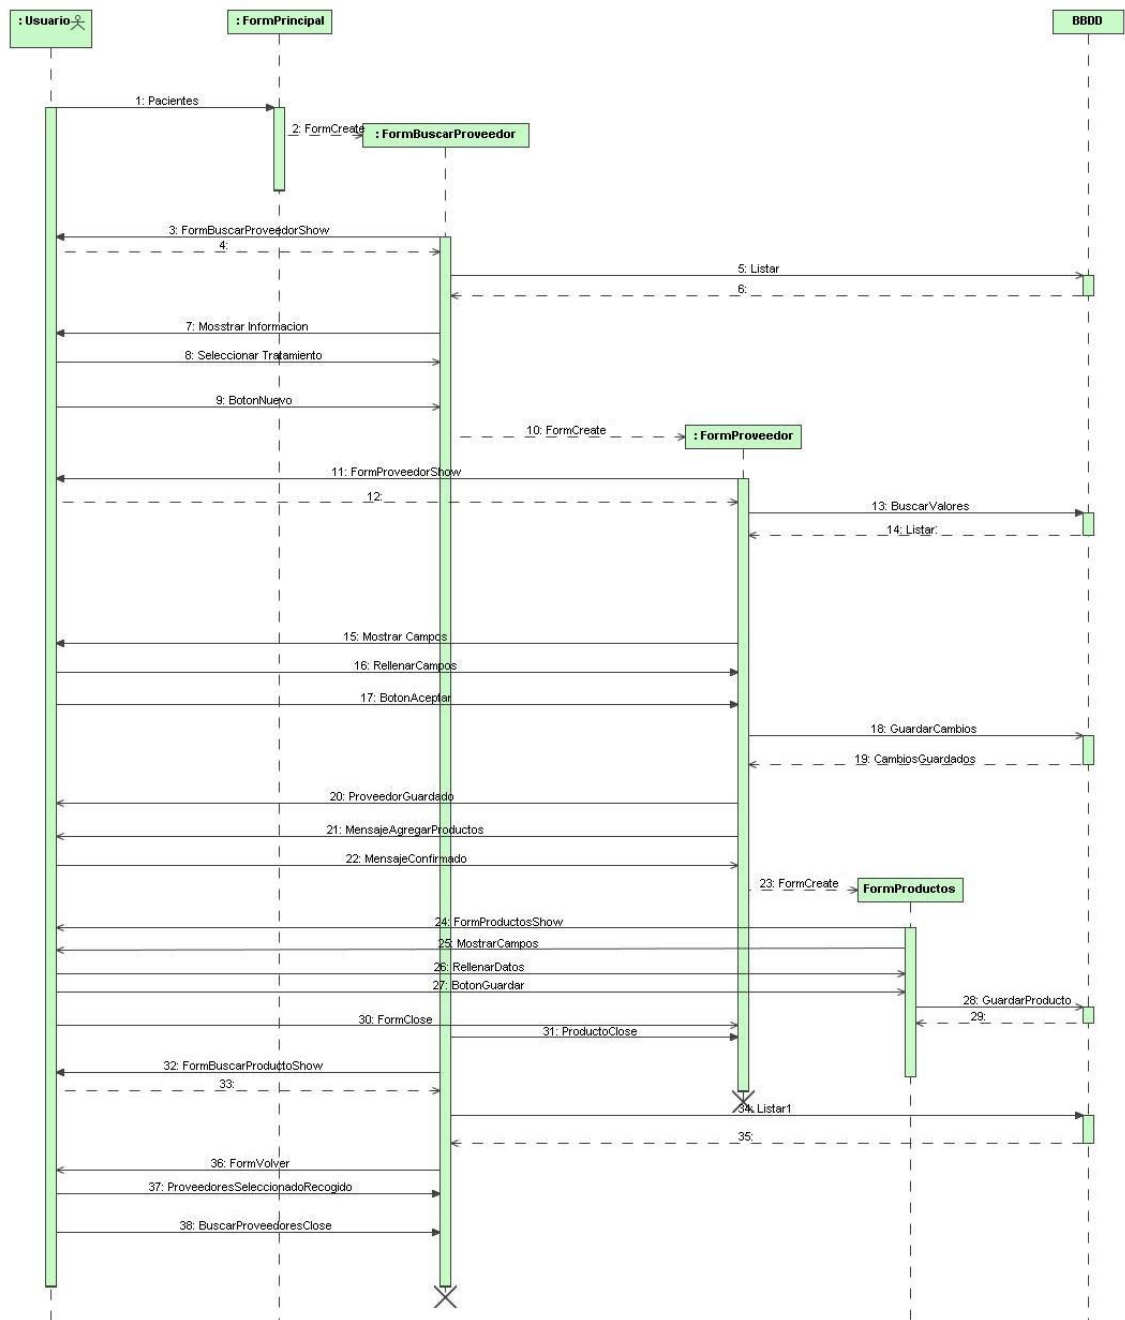 : Usuario
: FormPrincipal
BBDD
1: Pacientes
2: FormCreate
: FormBuscarProveedor
3: FormBuscarProveedorShow
4:
5: Listar
6:
7: Mosstrar Informacion
8: Seleccionar Tratamiento
9: BotonNuevo
10: FormCreate
: FormProveedor
11: FormProveedorShow
12:
13: BuscarValores
14: Listar:
15: Mostrar Campos
16: RellenarCampos
17: BotonAceptar
18: GuardarCambios
19: CambiosGuardados
20: ProveedorGuardado
21: MensajeAgregarProductos
22: MensajeConfirmado
23: FormCreate
FormProductos
24: FormProductosShow
25: MostrarCampos
26: RellenarDatos
27: BotonGuardar
28: GuardarProducto
29:
30: FormClose
31: ProductoClose
32: FormBuscarProductoShow
33:
34: Listar1
35:
36: FormVolver
37: ProveedoresSeleccionadoRecogido
38: BuscarProveedoresClose